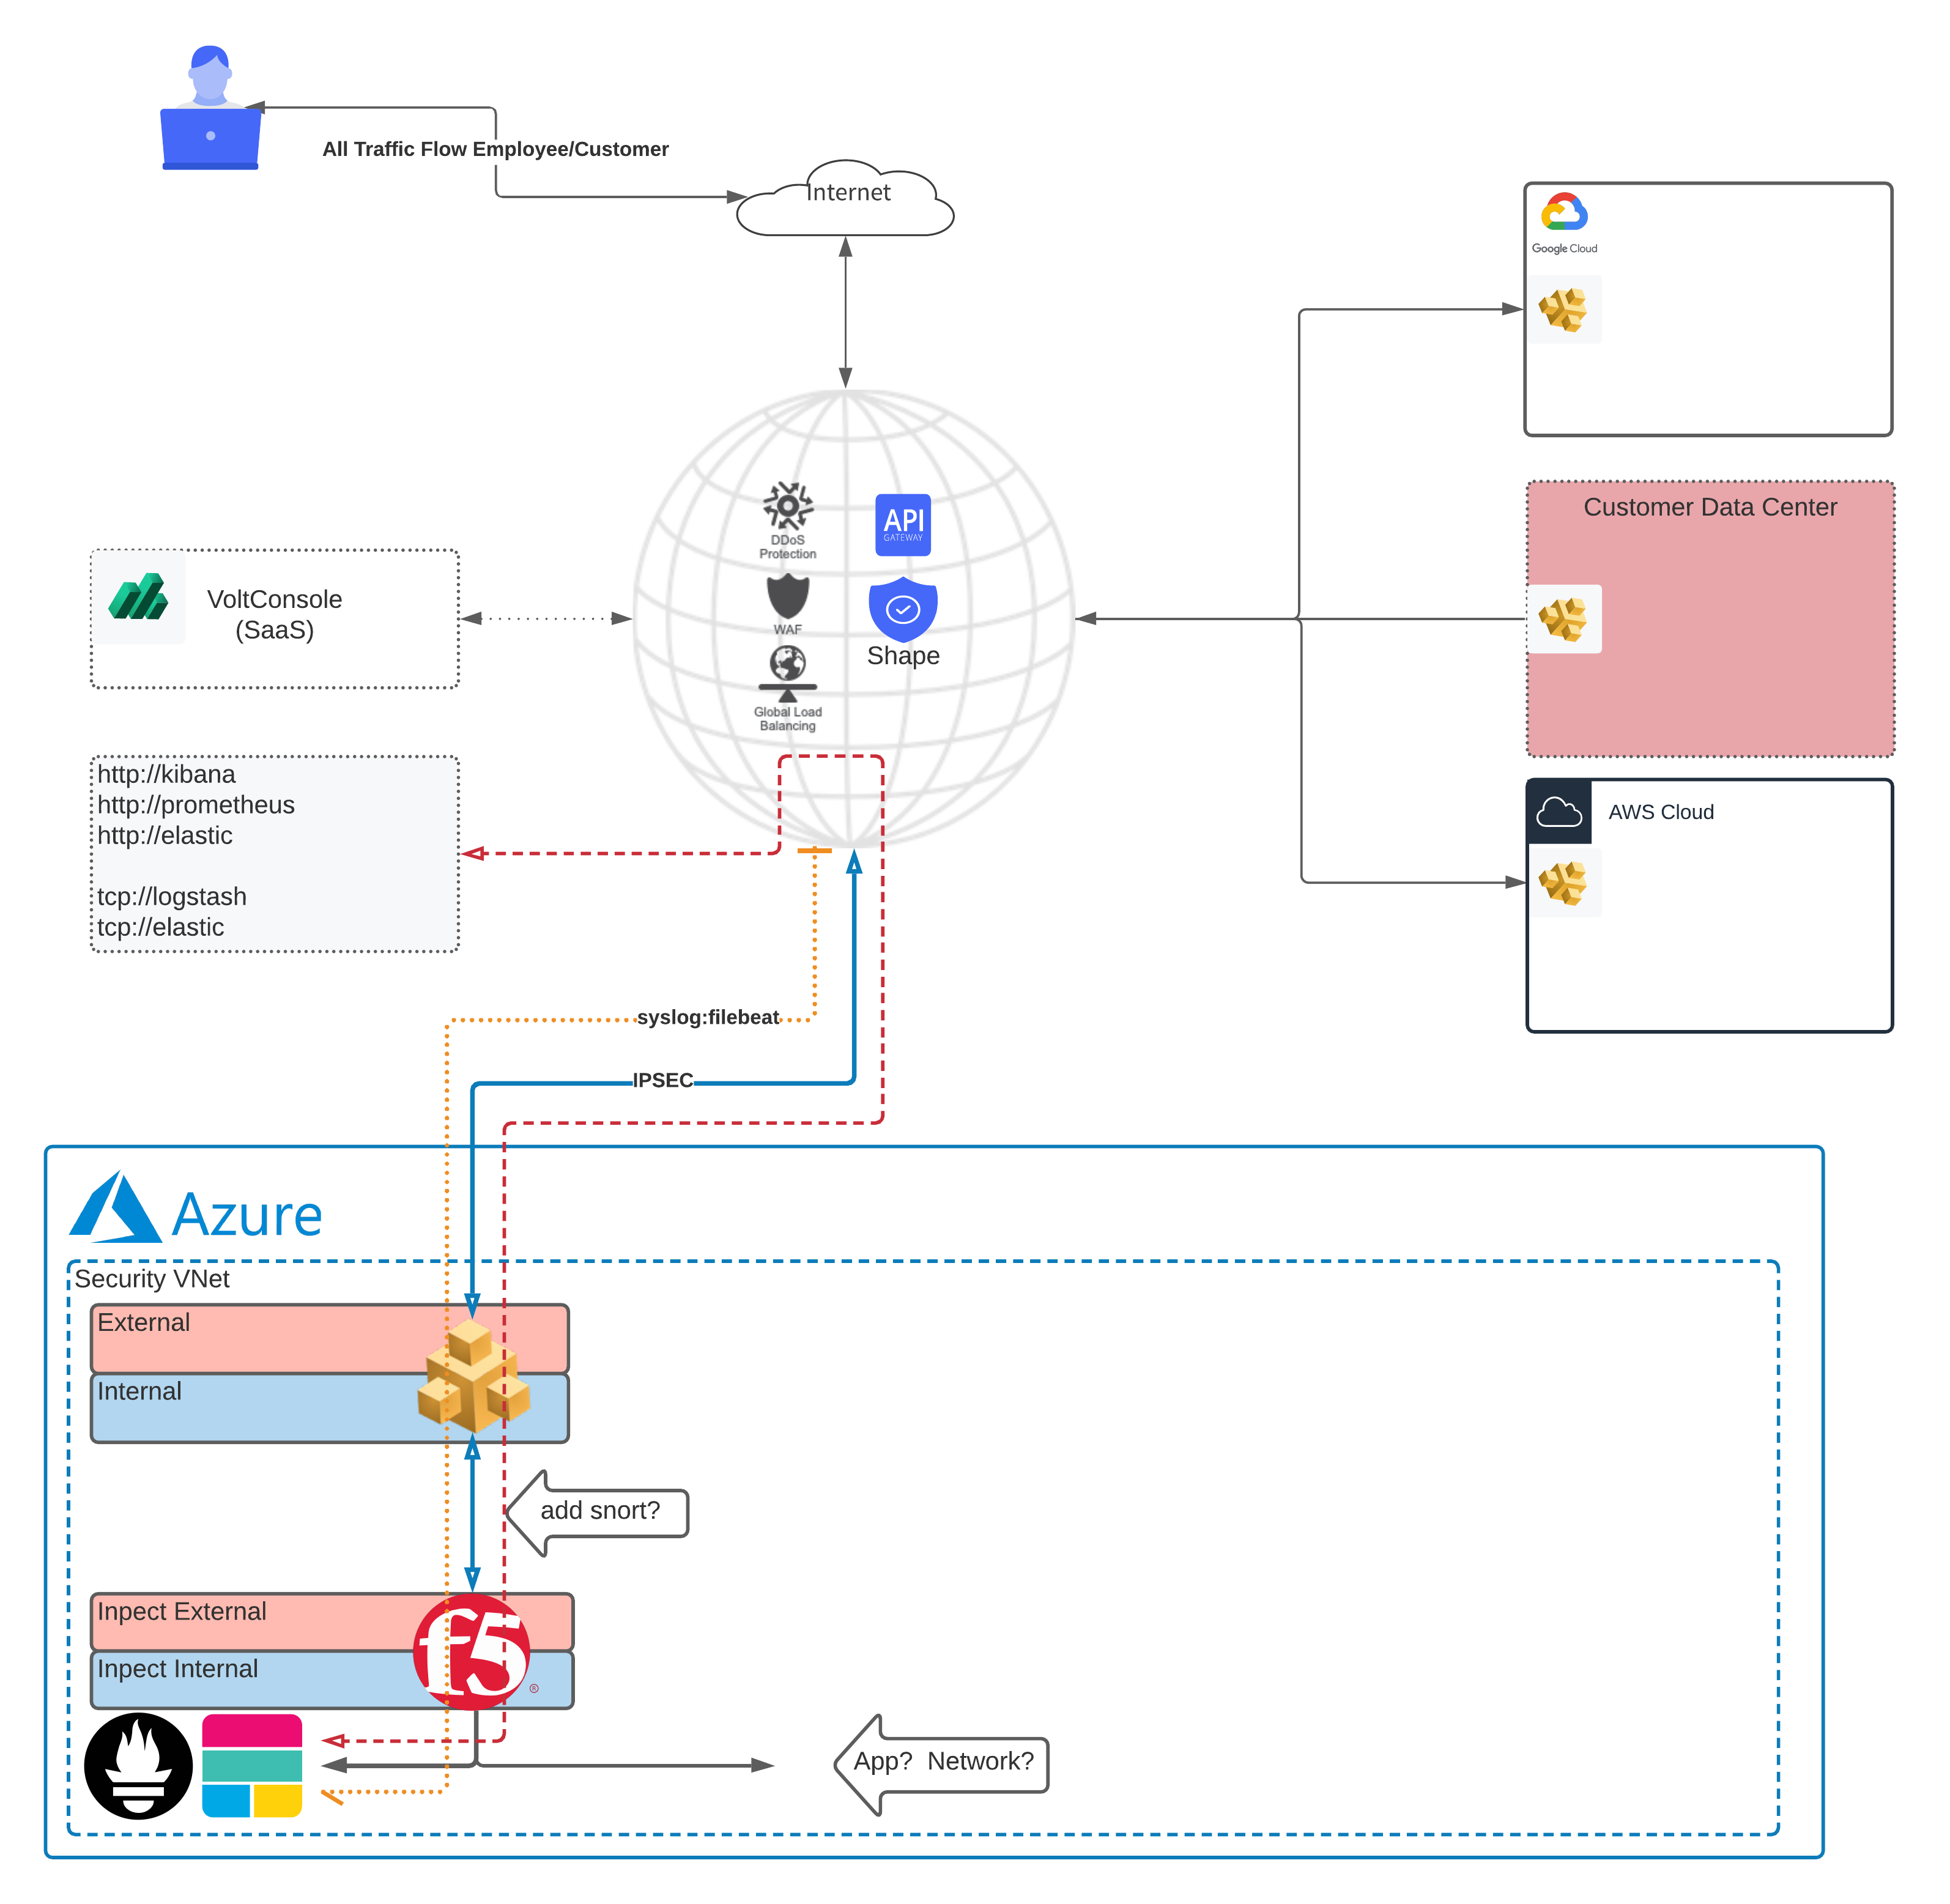 All Traffic Flow Employee/Customer
Internet
Google Cloud
DDoS
Protection
API
GATEWAY
WAF
Shape
Global Load
Balancing
Customer Data Center
VoltConsole
(SaaS)
AWS Cloud
http://kibana
http://prometheus
http://elastic
tcp://logstash
tcp://elastic
syslog:filebeat
IPSEC
Azure
Security VNet
External
Internal
add snort?
Inpect External
Inpect Internal
f5
®
App?  Network?